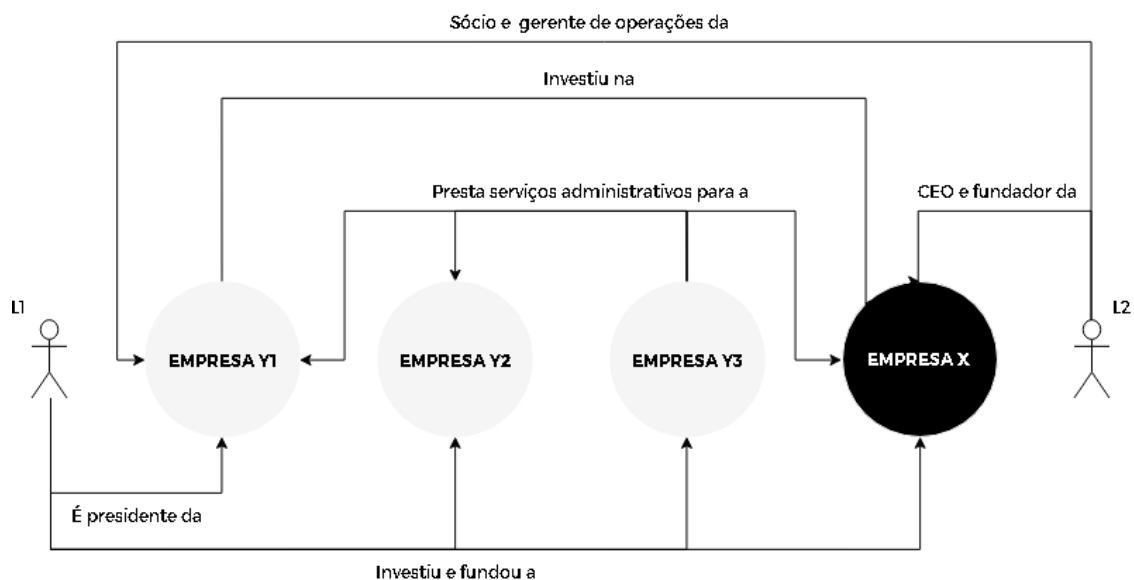 Sócio e gerente de operações da
Investiu na
Presta serviços administrativos para a
CEO e fundador da
L1
L2
EMPRESA Y1
EMPRESA Y2
EMPRESA Y3
EMPRESA X
É presidente da
Investiu e fundou a